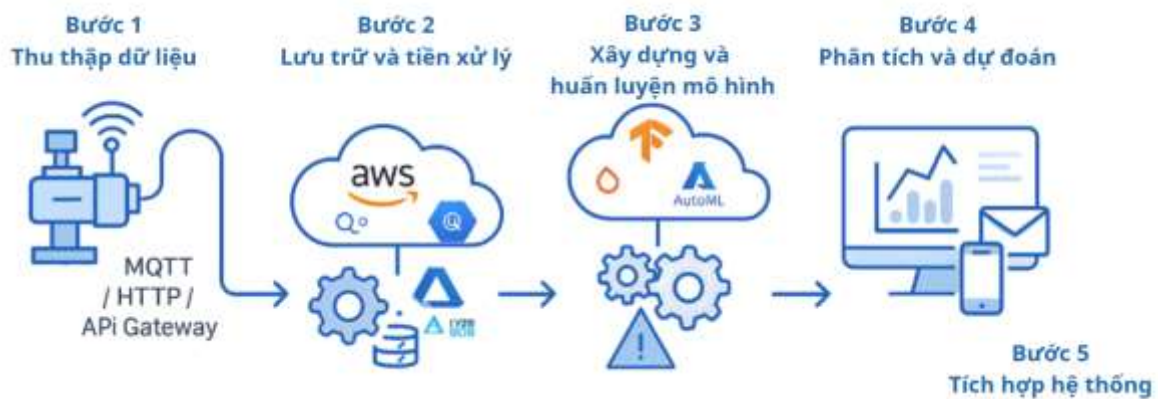 Bước 1
Thu thập dữ liệu
MQTT
/ HTTP /
APi Gateway
Bước 2
Lưu trữ và tiền xử lý
aws
Bước 3
Xây dựng và
huấn luyện mô hình
AutoML
Bước 4
Phân tích và dự đoán
Bước 5
Tích hợp hệ thống